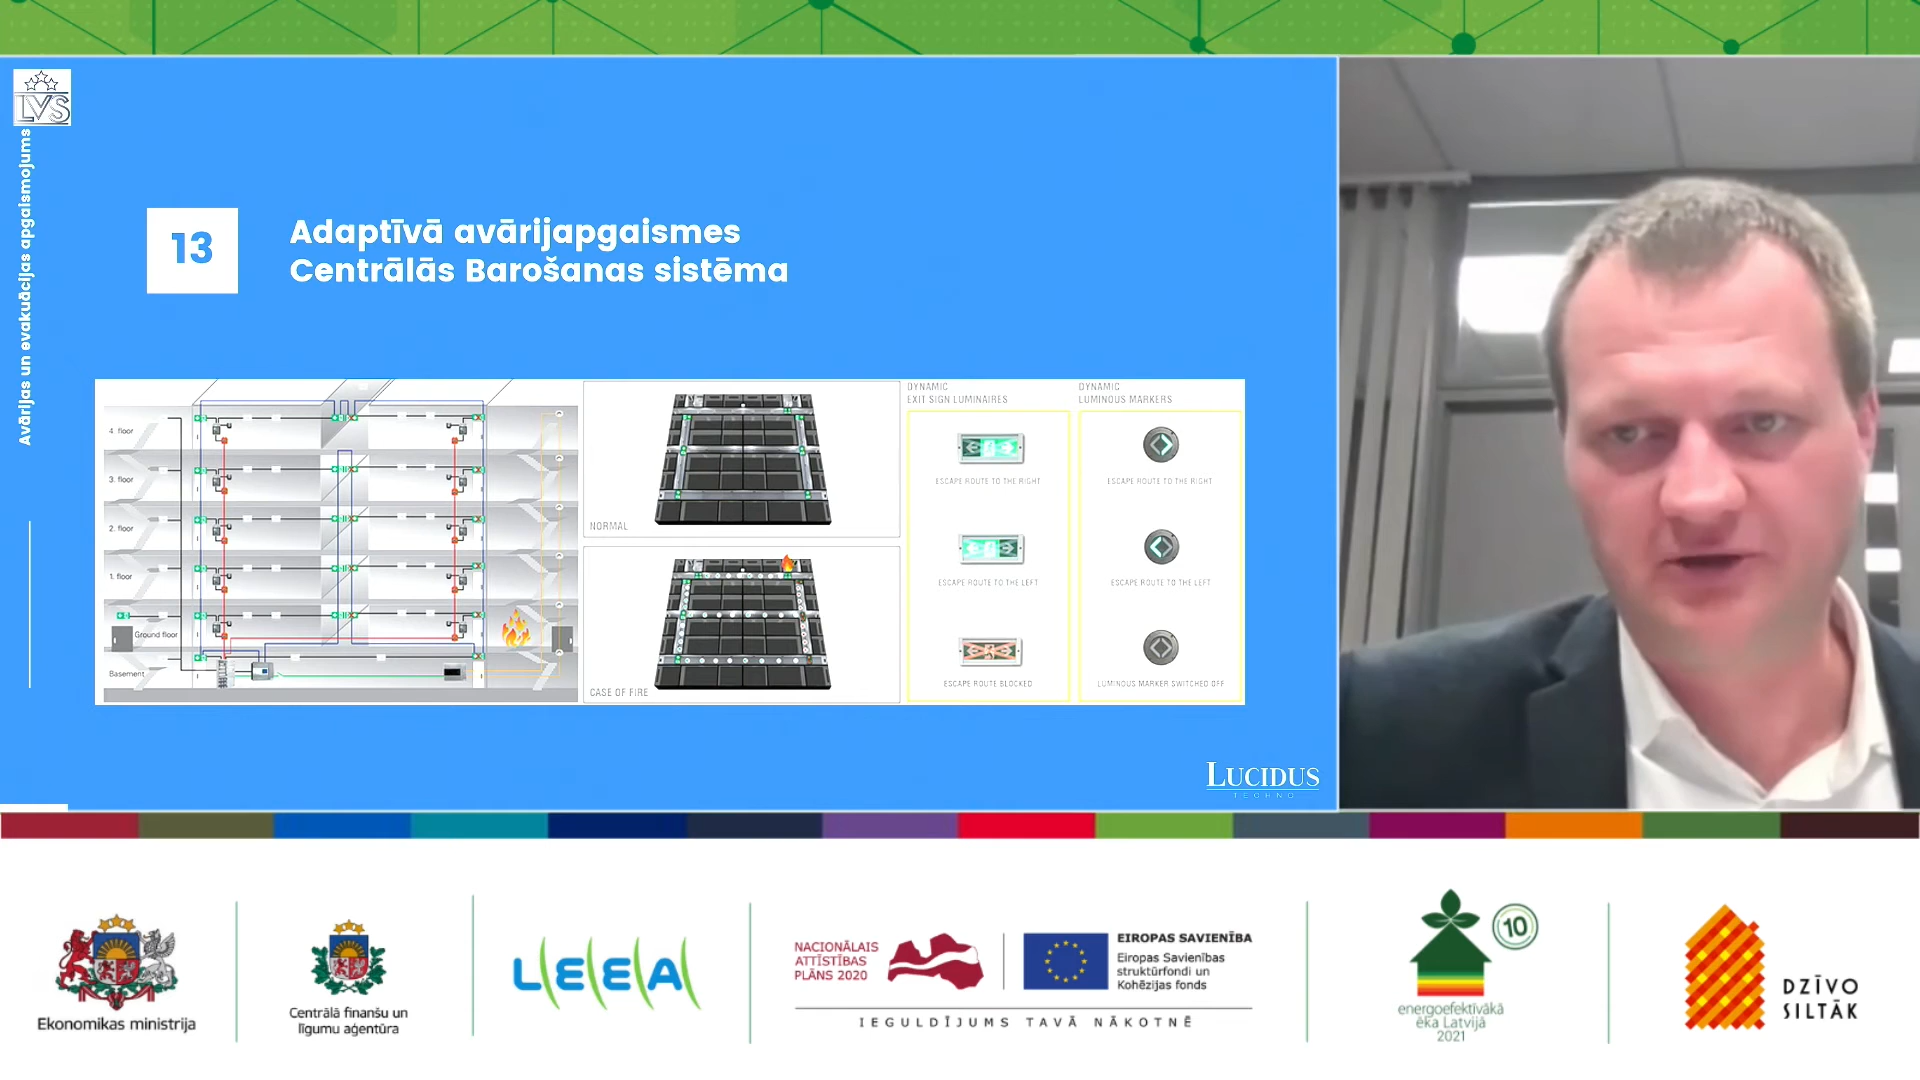 LVS
Avārijas un evakuācijas apgaismojums
13
Adaptīvā avārijapgaismes
Centrālās Barošanas sistēma
4. floor
3. floor
2. floor
1. floor
Ground floor
Basement
NORMAL
CASE OF FIRE
DYNAMIC
EXIT SIGN LUMINAIRES
ESCAPE ROUTE TO THE RIGHT
ESCAPE ROUTE TO THE LEFT
ESCAPE ROUTE BLOCKED
DYNAMIC
LUMINOUS MARKERS
ESCAPE ROUTE TO THE RIGHT
ESCAPE ROUTE TO THE LEFT
LUMINOUS MARKER SWITCHED OFF
LUCIDUS
TECHNO
Ekonomikas ministrija
Centrālā finanšu un
līgumu aģentūra
LEEA
NACIONĀLAIS
ATTĪSTĪBAS
PLĀNS 2020
EIROPAS SAVIENĪBA
Eiropas Savienības
struktūrfondi un
Kohēzijas fonds
IEGULDĪJUMS TAVĀ NĀKOTNĒ
10
energoefektīvākā
ēka Latvijā
2021
DZĪVO
SILTĀK